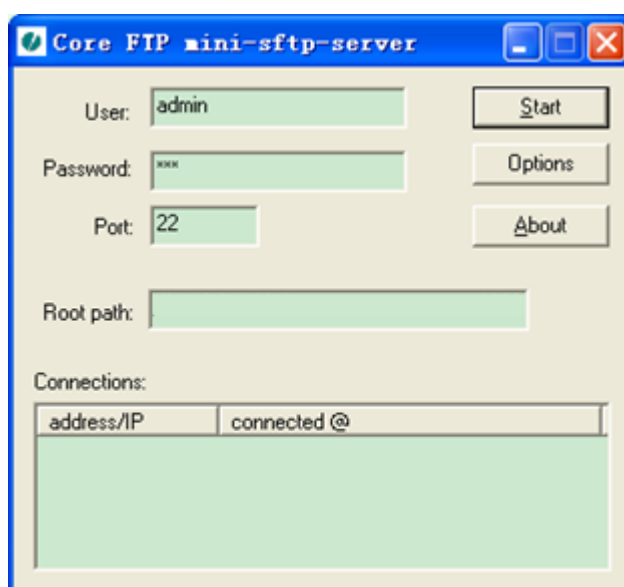 Core FTP mini-sftp-server
User: admin Start
Password: *** Options
Port: 22 About
Root path:
Connections:
address/IP connected @